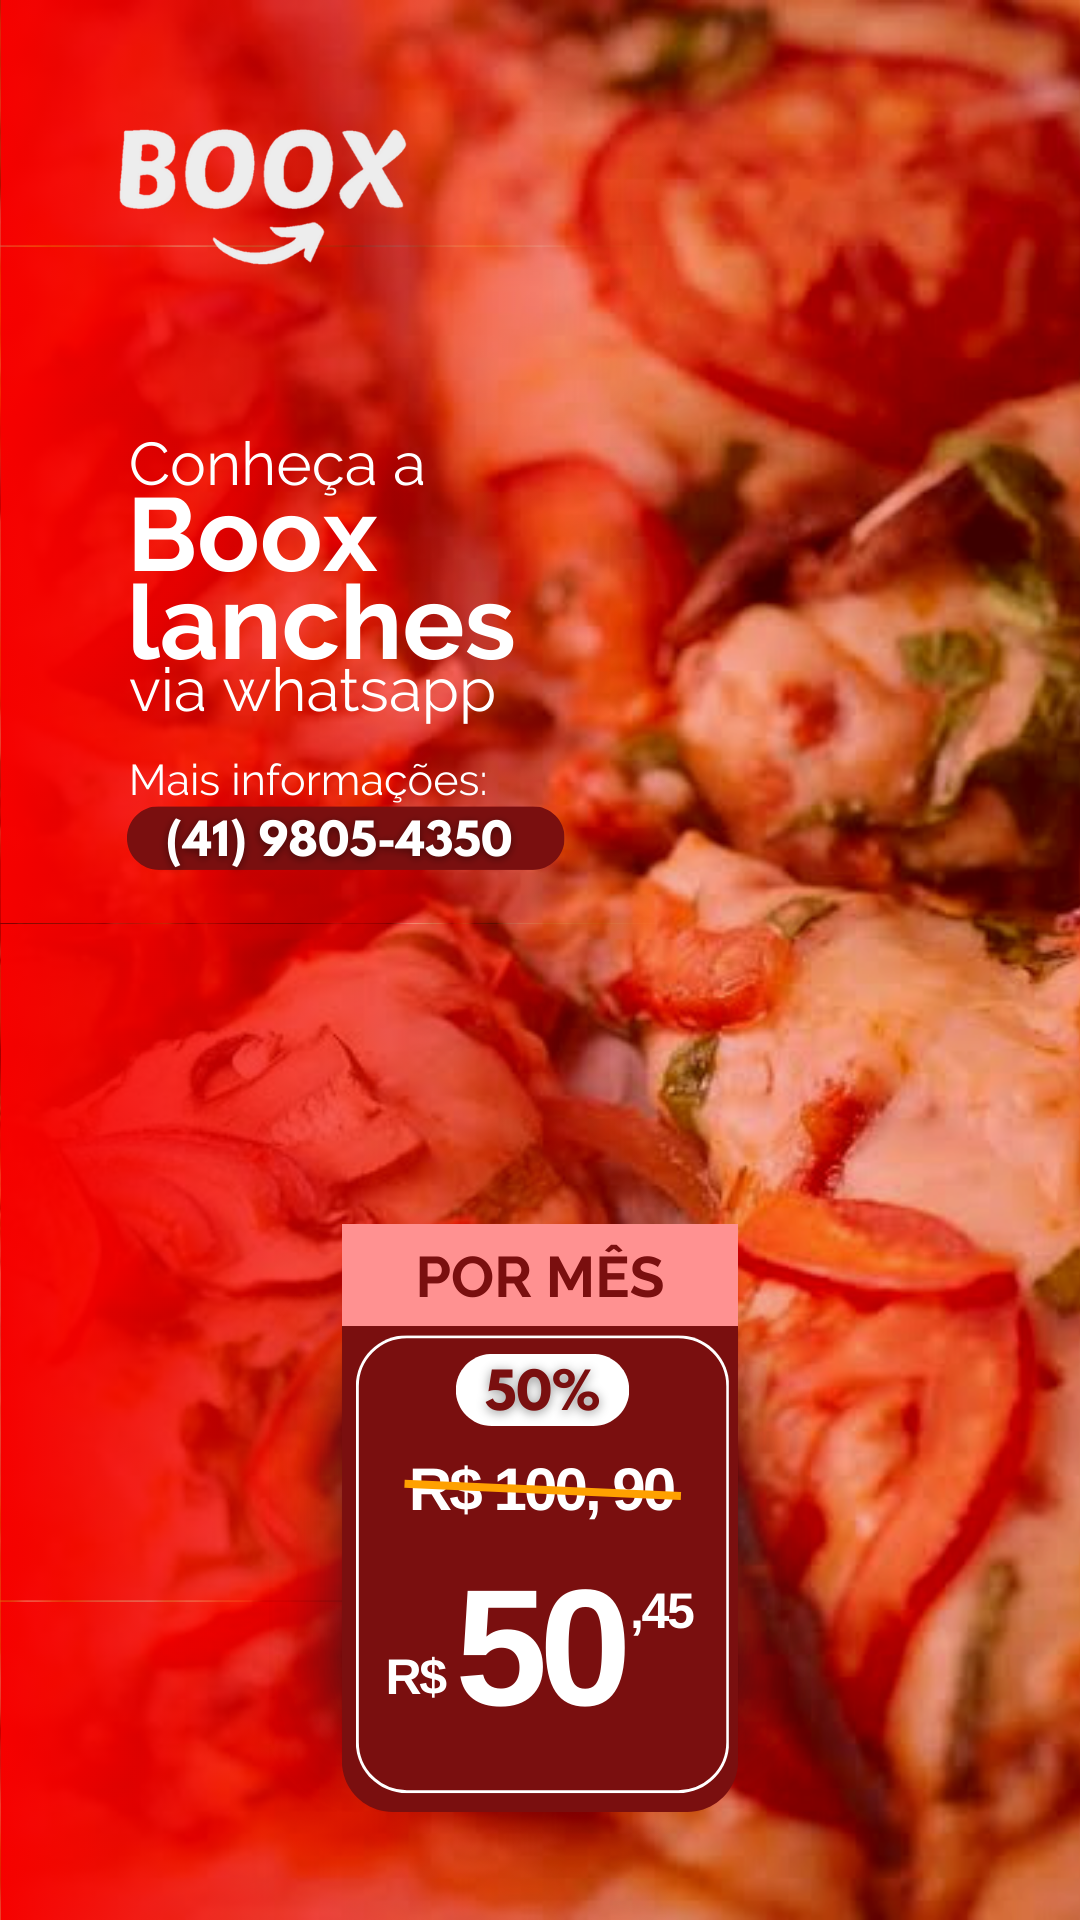 BOOX
Conheça a
Boox
lanches
via whatsapp
Mais informações:
(41) 9805-4350
POR MÊS
50%
R$ 100, 90
R$ 50,45